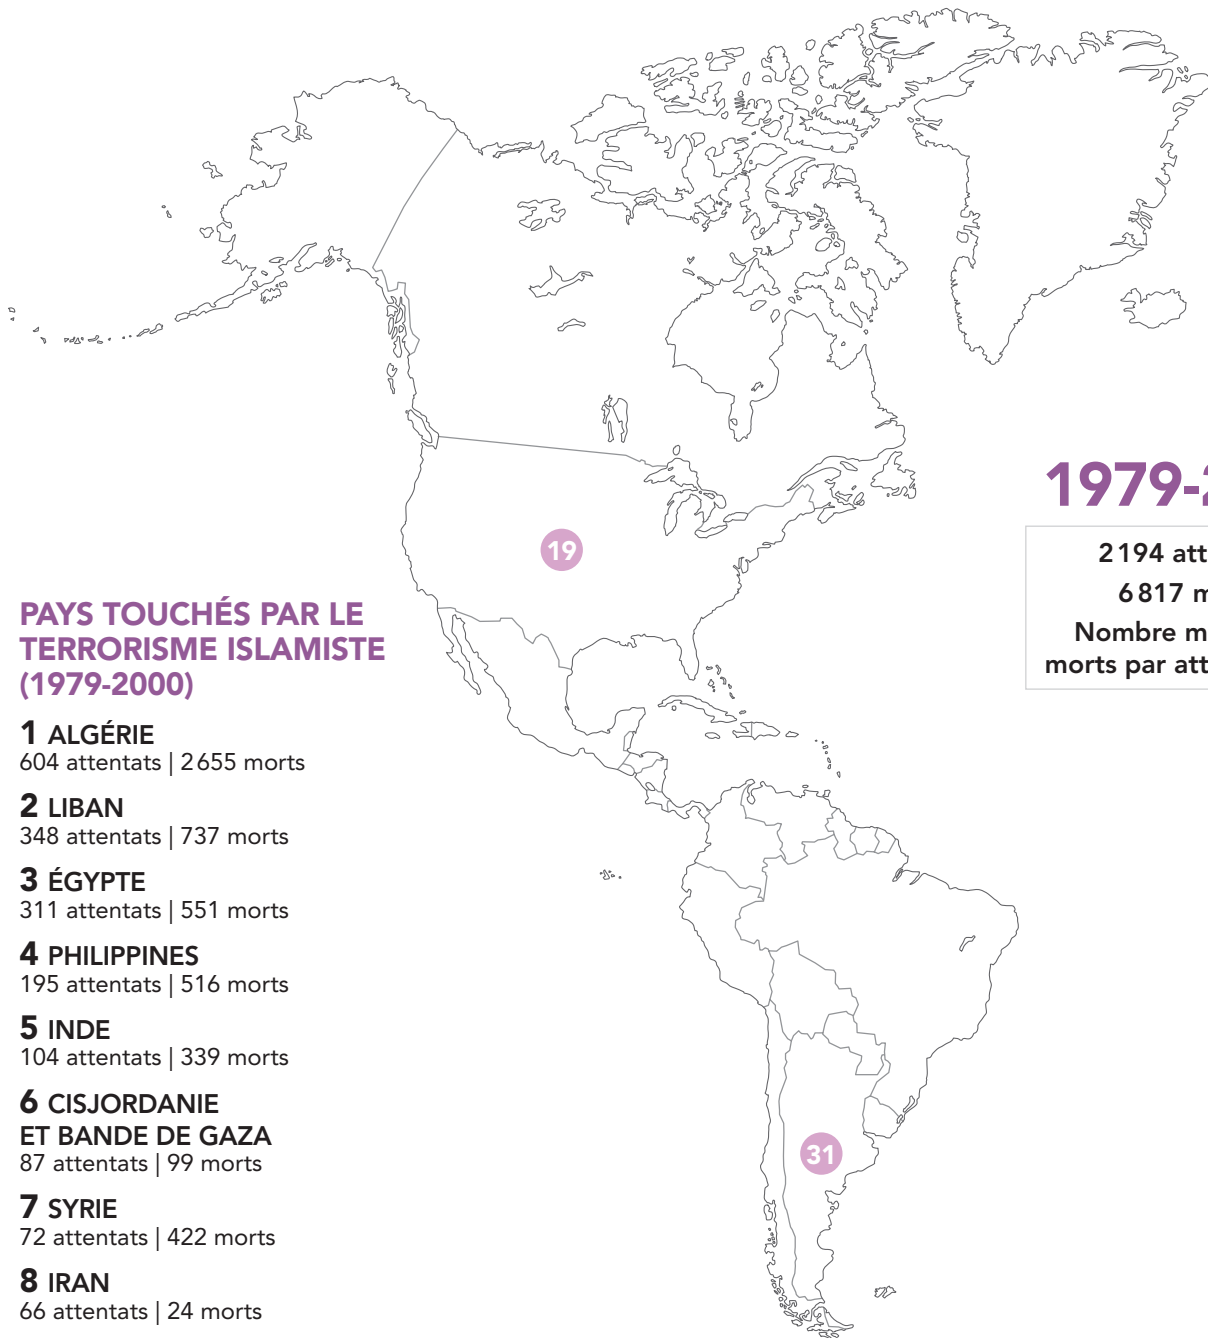 19
1979-2
2 194 att
6 817 m
Nombre m
morts par att
PAYS TOUCHÉS PAR LE
TERRORISME ISLAMISTE
(1979-2000)
1 ALGÉRIE
604 attentats | 2 655 morts
2 LIBAN
348 attentats | 737 morts
3 ÉGYPTE
311 attentats | 551 morts
4 PHILIPPINES
195 attentats | 516 morts
5 INDE
104 attentats | 339 morts
6 CISJORDANIE
ET BANDE DE GAZA
87 attentats | 99 morts
7 SYRIE
72 attentats | 422 morts
8 IRAN
66 attentats | 24 morts
31